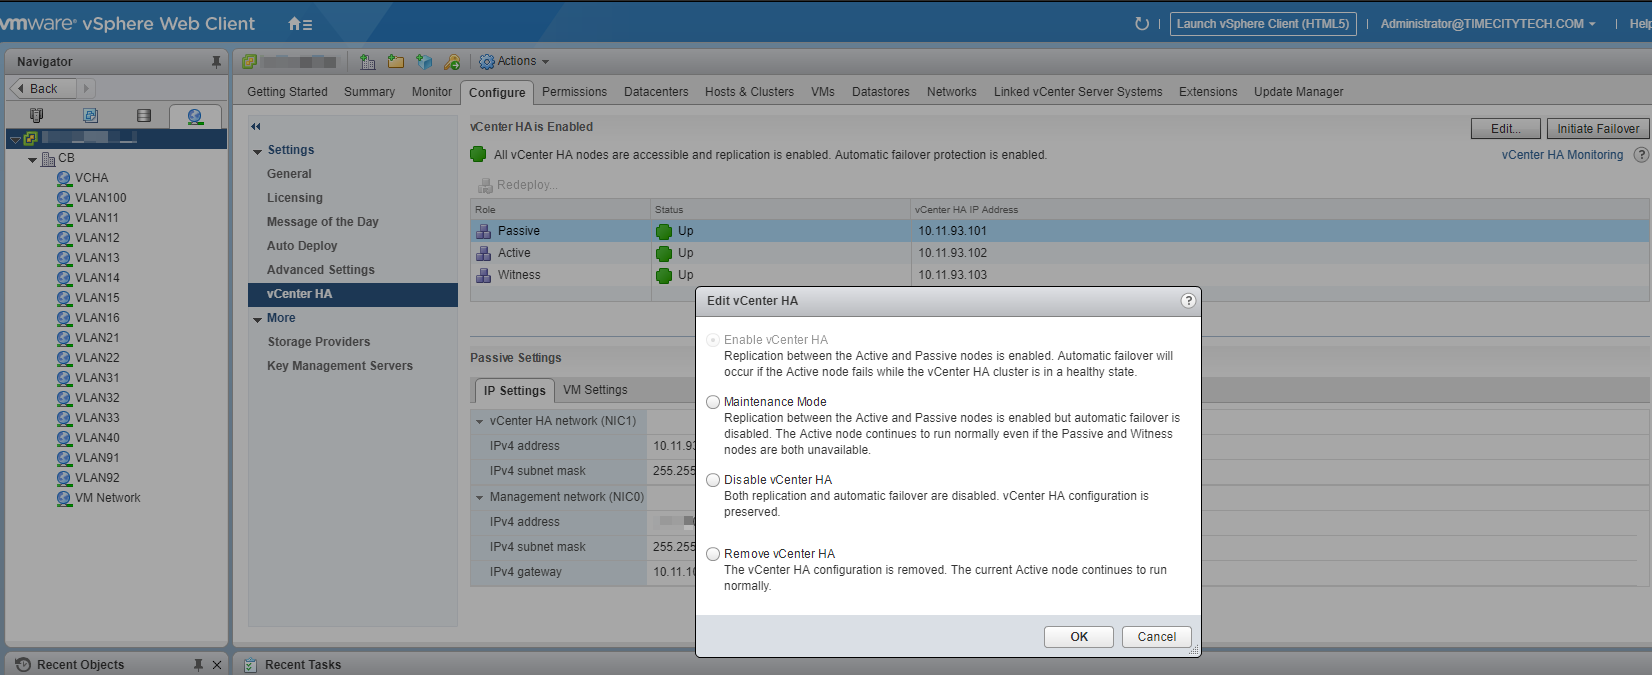 vmware® vSphere Web Client
Launch vSphere Client (HTML5)
Administrator@TIMECITYTECH.COM
Navigator
Back
CB
VCHA
VLAN100
VLAN11
VLAN12
VLAN13
VLAN14
VLAN15
VLAN16
VLAN21
VLAN22
VLAN31
VLAN32
VLAN33
VLAN40
VLAN91
VLAN92
VM Network
Recent Objects
Actions
Getting Started Summary Monitor Configure Permissions Datacenters Hosts & Clusters VMs Datastores Networks Linked vCenter Server Systems Extensions Update Manager
Settings
General
Licensing
Message of the Day
Auto Deploy
Advanced Settings
vCenter HA
More
Storage Providers
Key Management Servers
vCenter HA is Enabled
Edit... Initiate Failover
All vCenter HA nodes are accessible and replication is enabled. Automatic failover protection is enabled.
vCenter HA Monitoring ?
Redeploy...
Role Status vCenter HA IP Address
Passive Up 10.11.93.101
Active Up 10.11.93.102
Witness Up 10.11.93.103
Passive Settings
IP Settings VM Settings
vCenter HA network (NIC1)
IPv4 address 10.11.93
IPv4 subnet mask 255.255
Management network (NIC0)
IPv4 address
IPv4 subnet mask 255.255
IPv4 gateway 10.11.10
Edit vCenter HA ?
Enable vCenter HA
Replication between the Active and Passive nodes is enabled. Automatic failover will
occur if the Active node fails while the vCenter HA cluster is in a healthy state.
Maintenance Mode
Replication between the Active and Passive nodes is enabled but automatic failover is
disabled. The Active node continues to run normally even if the Passive and Witness
nodes are both unavailable.
Disable vCenter HA
Both replication and automatic failover are disabled. vCenter HA configuration is
preserved.
Remove vCenter HA
The vCenter HA configuration is removed. The current Active node continues to run
normally.
OK Cancel
Recent Tasks